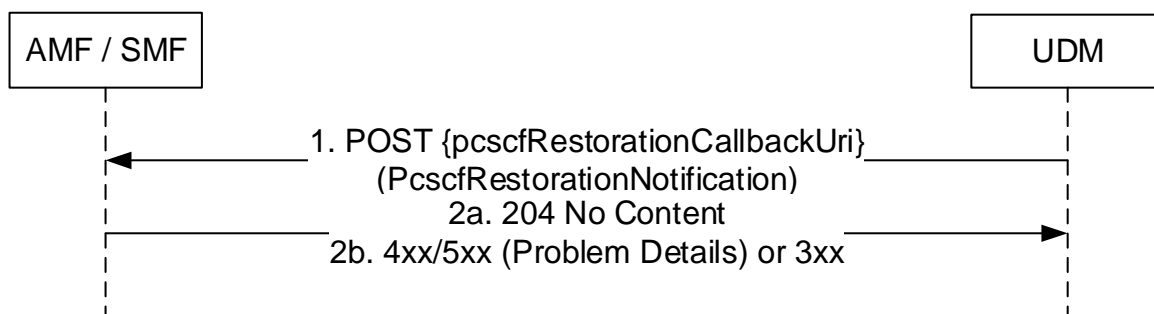 AMF / SMF
UDM
1. POST {pcscfRestorationCallbackUri}
(PcscfRestorationNotification)
2a. 204 No Content
2b. 4xx/5xx (Problem Details) or 3xx